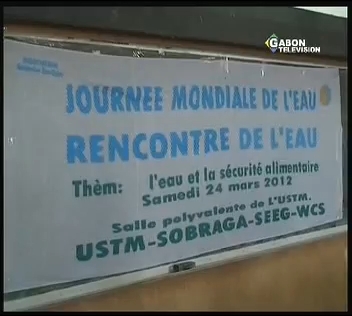 GABON
TELEVISION
JOURNEE MONDIALE DE L'EAU
RENCONTRE DE L'EAU
Thèm: l'eau et la sécurité alimentaire
Samedi 24 mars 2012
Salle polyvalente de L'USTM.
USTM-SOBRAGA-SEEG-WCS